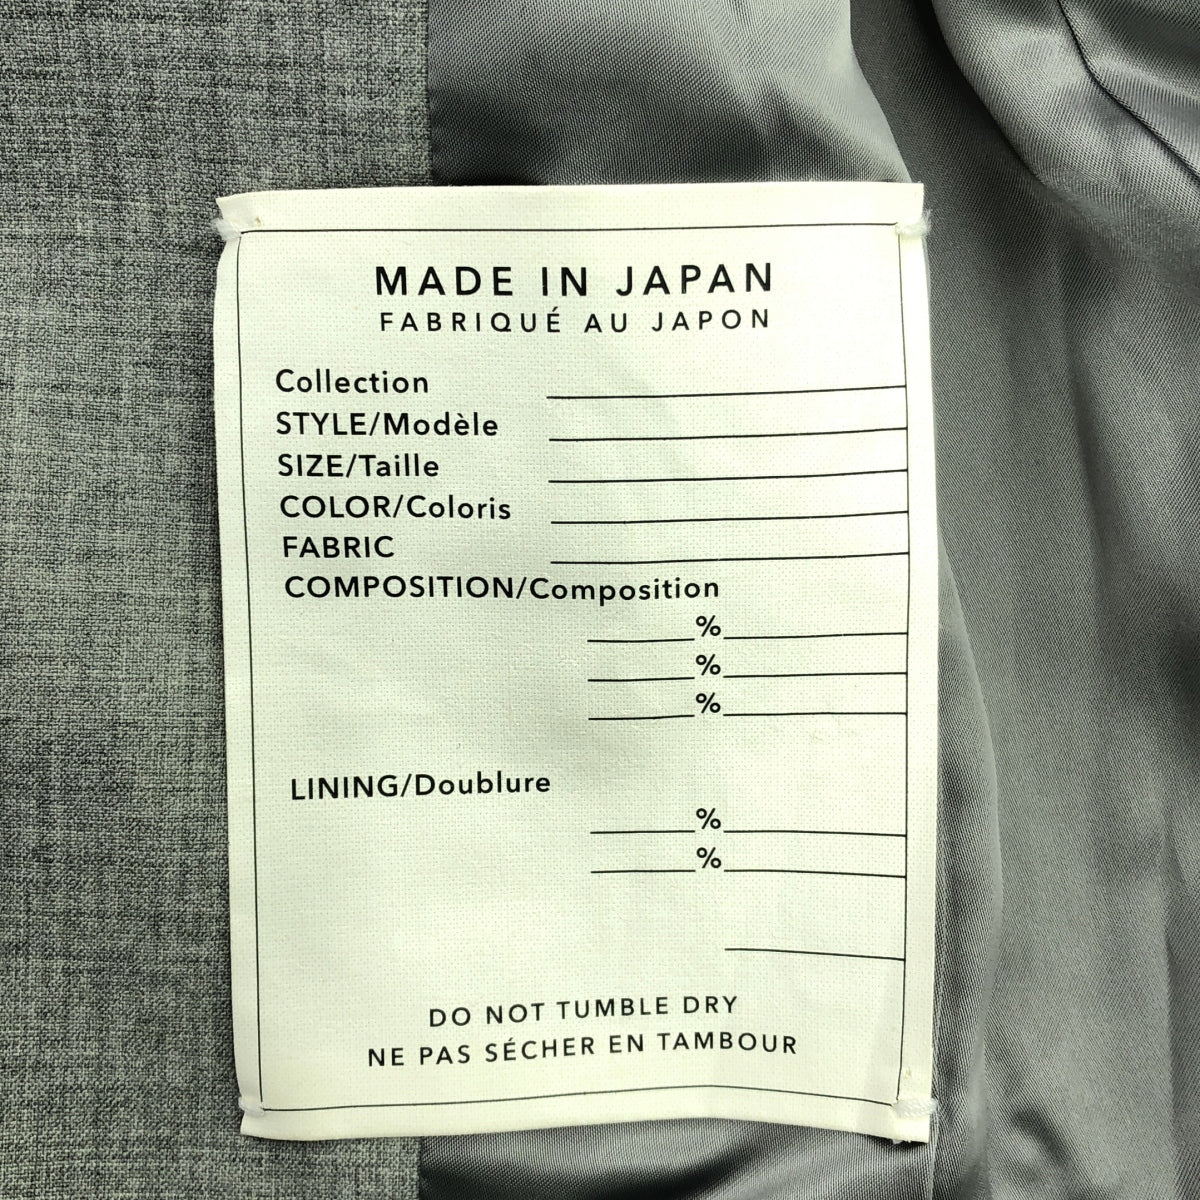 MADE IN JAPAN
FABRIQUÉ AU JAPON
Collection
STYLE/Modèle
SIZE/Taille
COLOR/Coloris
FABRIC
COMPOSITION/Composition
%
%
%
LINING/Doublure
%
%
DO NOT TUMBLE DRY
NE PAS SÉCHER EN TAMBOUR